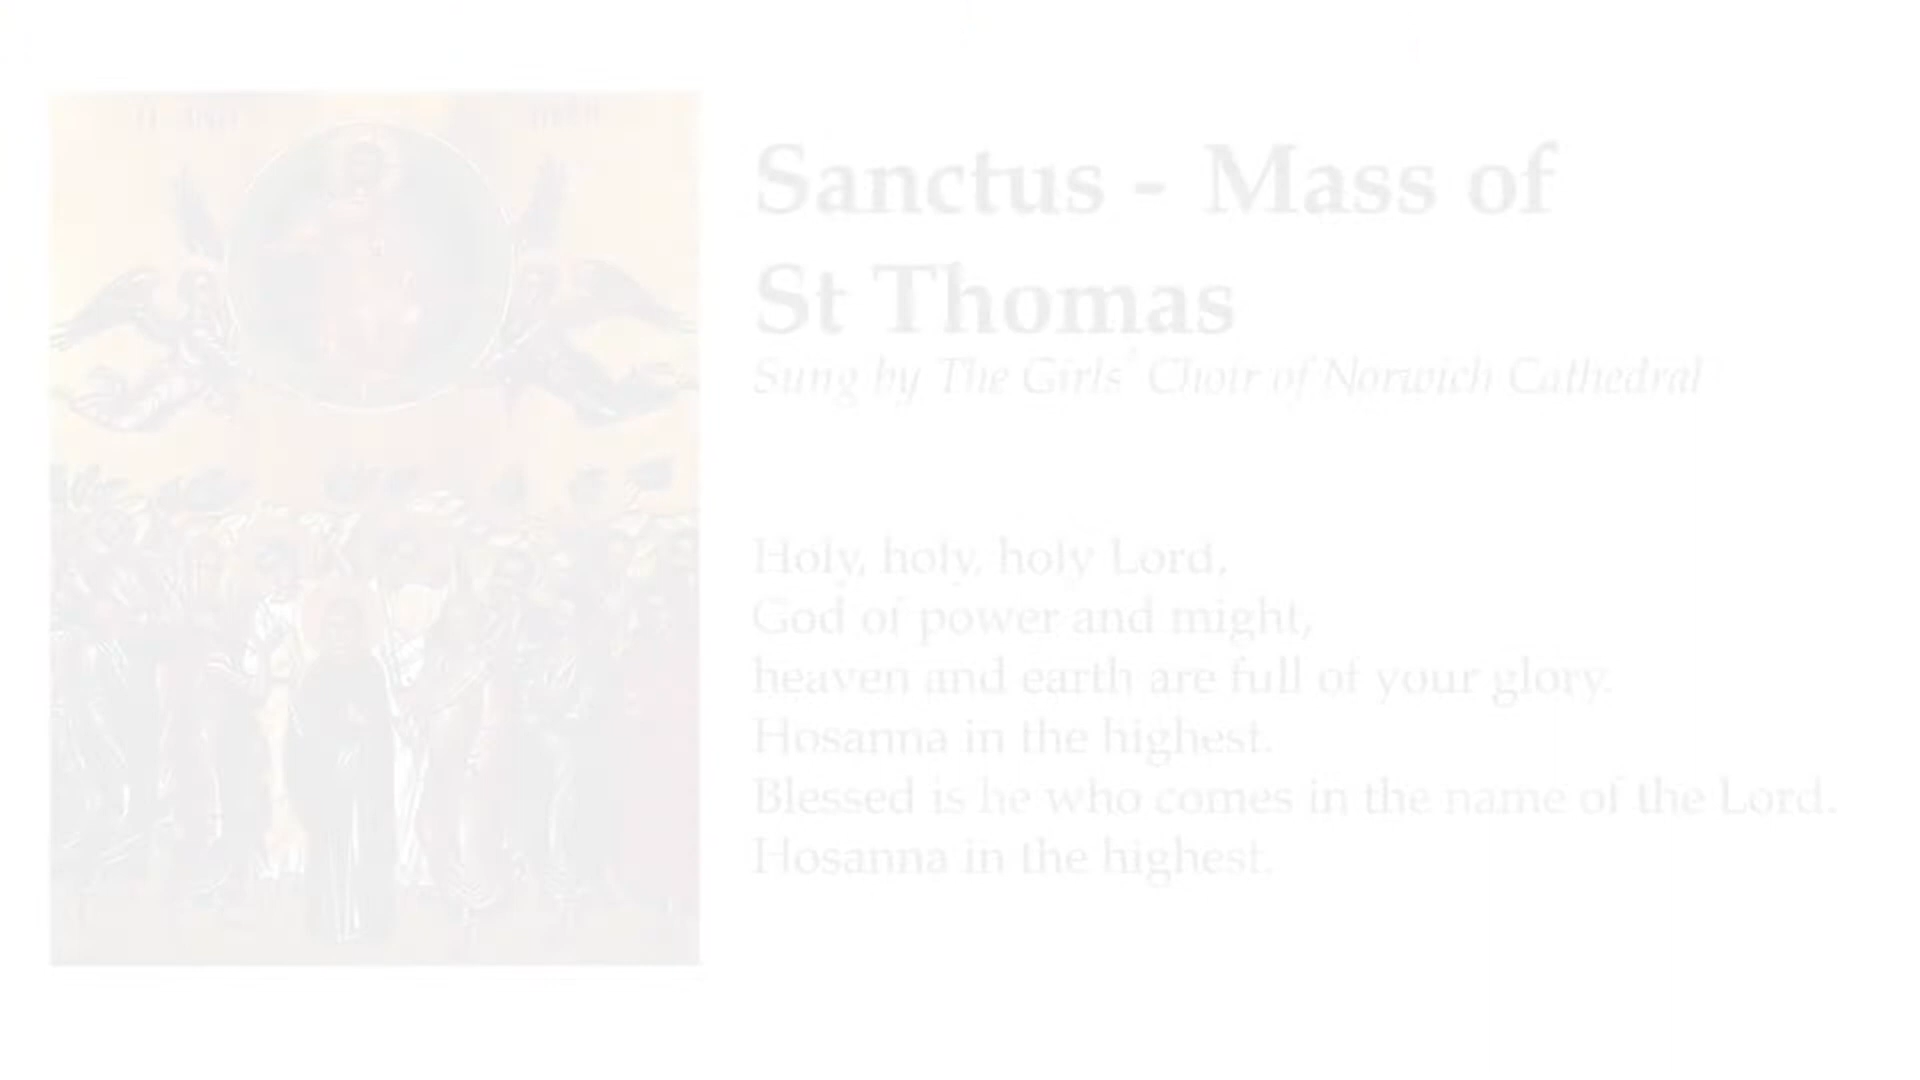 Sanctus - Mass of
St Thomas
Sung by The Girls' Choir of Norwich Cathedral
Holy, holy, holy Lord,
God of power and might,
heaven and earth are full of your glory.
Hosanna in the highest.
Blessed is he who comes in the name of the Lord.
Hosanna in the highest.